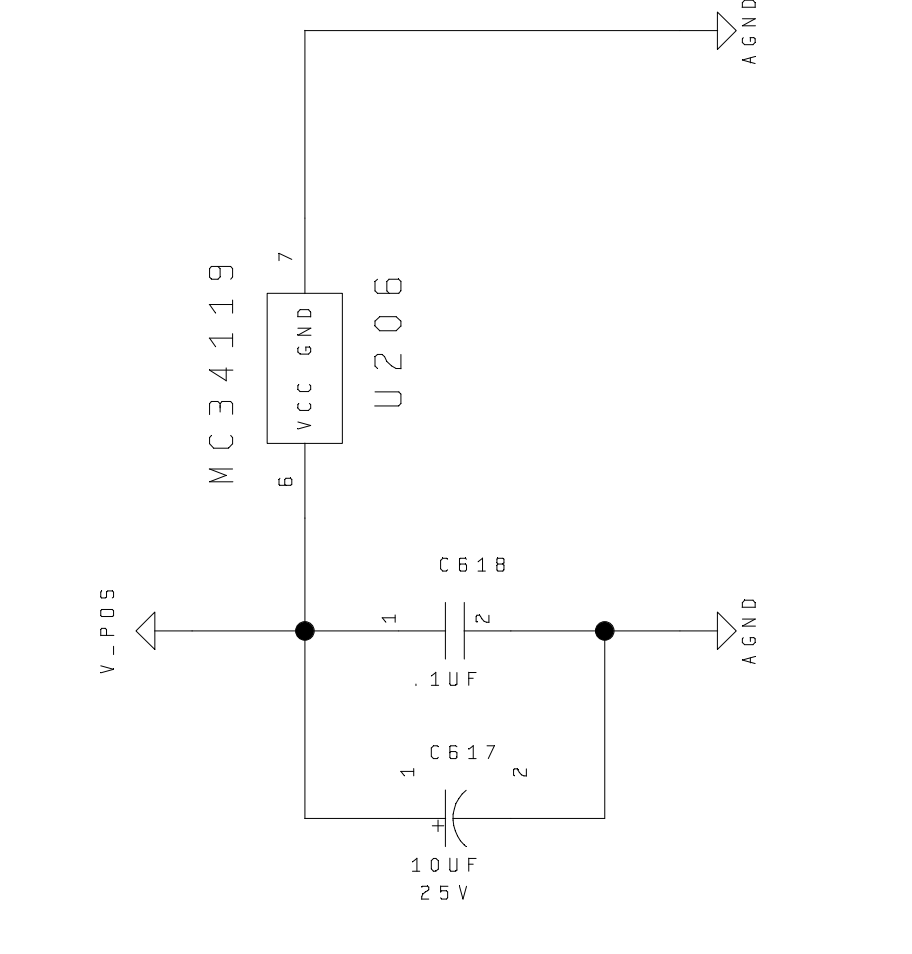 AGND
7
MC34119
VCC GND
U206
6
C618
V_POS
1
2
AGND
.1UF
C617
1
2
+
10UF
25V